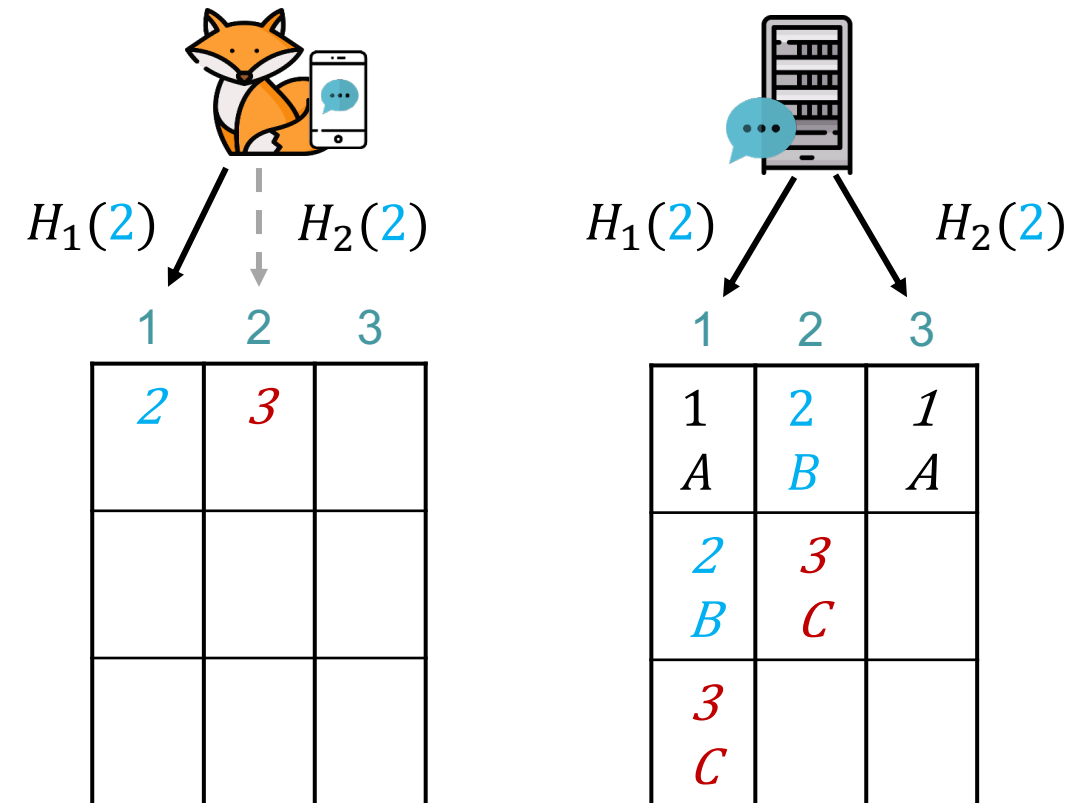 H₁(2) H₂(2) H₁(2) H₂(2)
1 2 3 1 2 3
2 3 1 2 1
A B A
2 3
B C
3
C